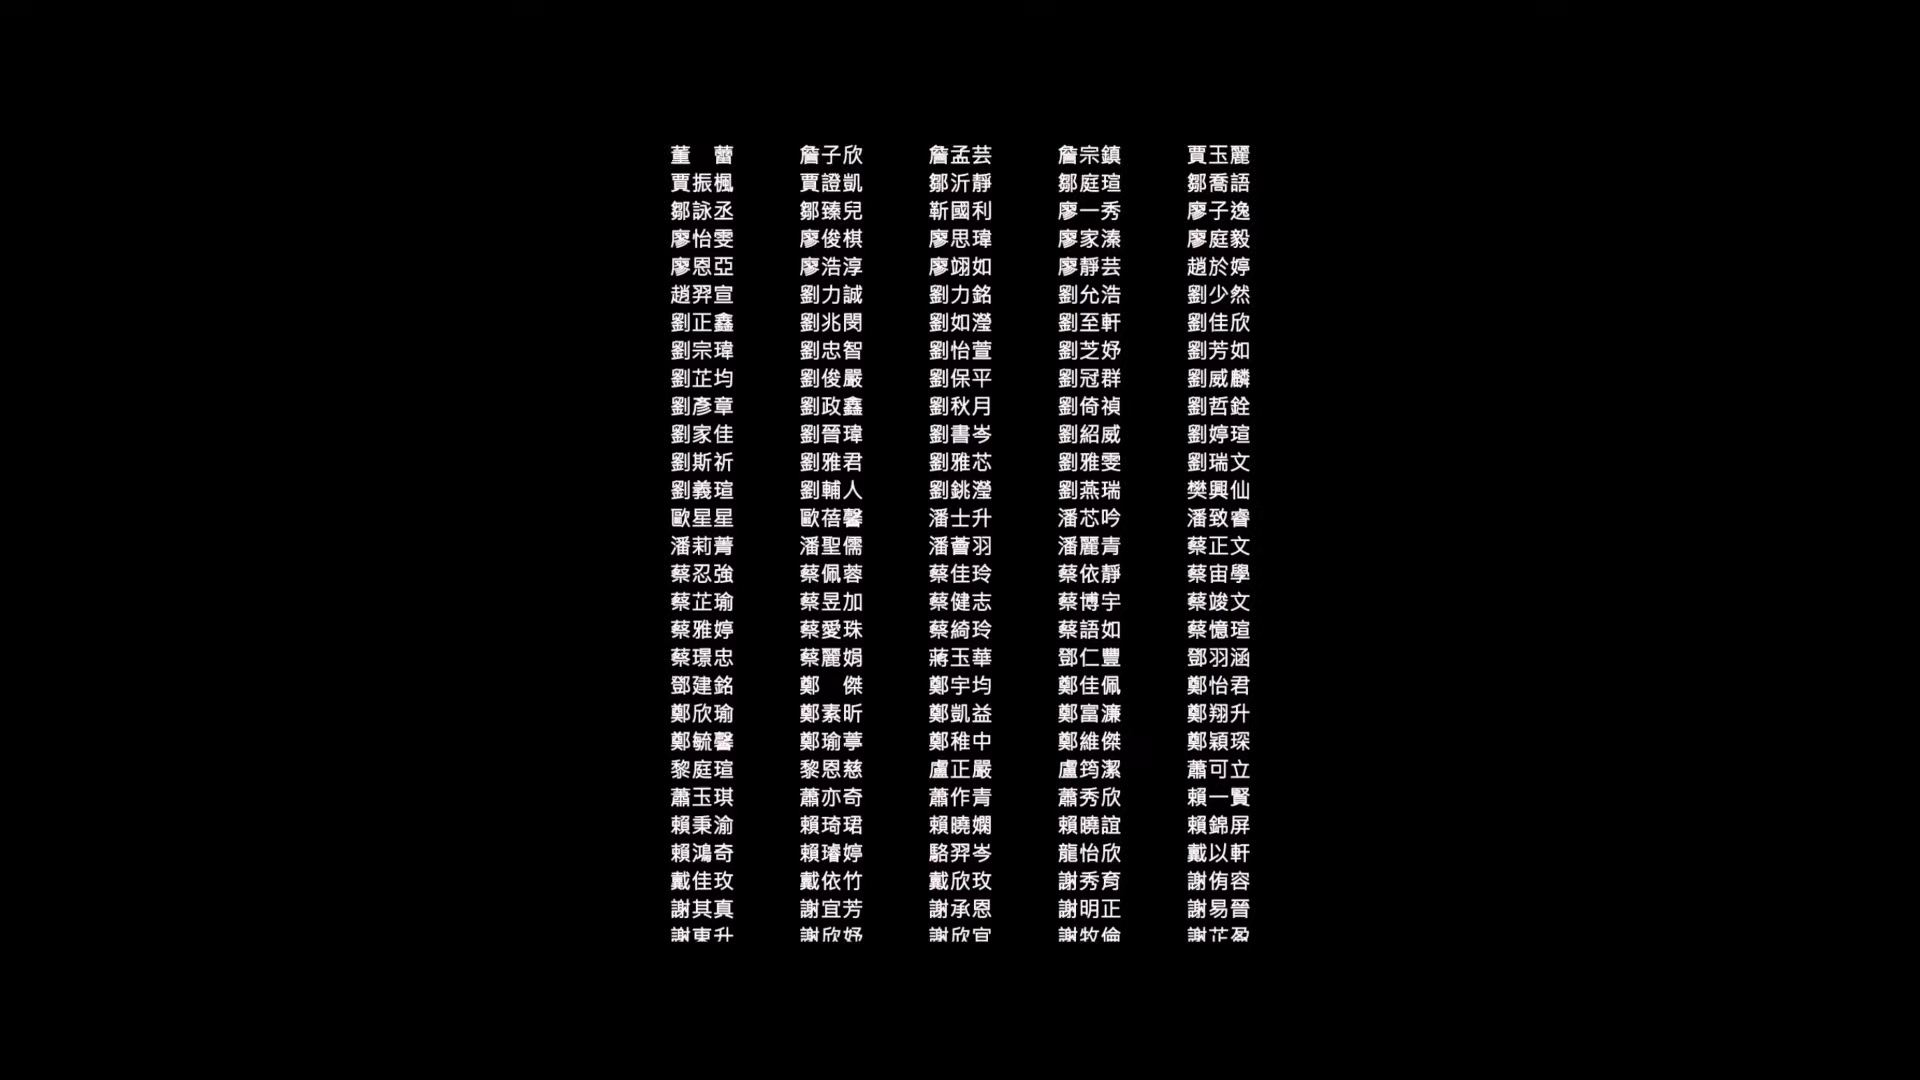 董　蕾　詹子欣　詹孟芸　詹宗鎮　賈玉麗
賈振楓　賈證凱　鄒沂靜　鄒庭瑄　鄒喬語
鄒詠丞　鄒臻兒　靳國利　廖一秀　廖子逸
廖怡雯　廖俊棋　廖思瑋　廖家溱　廖庭毅
廖恩亞　廖浩淳　廖翊如　廖靜芸　趙於婷
趙羿宣　劉力誠　劉力銘　劉允浩　劉少然
劉正鑫　劉兆閔　劉如瀅　劉至軒　劉佳欣
劉宗瑋　劉忠智　劉怡萱　劉芝妤　劉芳如
劉芷均　劉俊嚴　劉保平　劉冠群　劉威麟
劉彥章　劉政鑫　劉秋月　劉倚禎　劉哲銓
劉家佳　劉晉瑋　劉書岑　劉紹威　劉婷瑄
劉斯祈　劉雅君　劉雅芯　劉雅雯　劉瑞文
劉義瑄　劉輔人　劉銚瀅　劉燕瑞　樊興仙
歐星星　歐蓓馨　潘士升　潘芯吟　潘致睿
潘莉菁　潘聖儒　潘薈羽　潘麗青　蔡正文
蔡忍強　蔡佩蓉　蔡佳玲　蔡依靜　蔡宙學
蔡芷瑜　蔡昱加　蔡健志　蔡博宇　蔡竣文
蔡雅婷　蔡愛珠　蔡綺玲　蔡語如　蔡憶瑄
蔡璟忠　蔡麗娟　蔣玉華　鄧仁豐　鄧羽涵
鄧建銘　鄭　傑　鄭宇均　鄭佳佩　鄭怡君
鄭欣瑜　鄭素昕　鄭凱益　鄭富濂　鄭翔升
鄭毓馨　鄭瑜葶　鄭稚中　鄭維傑　鄭穎琛
黎庭瑄　黎恩慈　盧正嚴　盧筠潔　蕭可立
蕭玉琪　蕭亦奇　蕭作青　蕭秀欣　賴一賢
賴秉渝　賴琦珺　賴曉嫻　賴曉誼　賴錦屏
賴鴻奇　賴璿婷　駱羿岑　龍怡欣　戴以軒
戴佳玫　戴依竹　戴欣玫　謝秀育　謝侑容
謝其真　謝宜芳　謝承恩　謝明正　謝易晉
謝東升　謝欣妤　謝欣宜　謝牧倫　謝芷盈